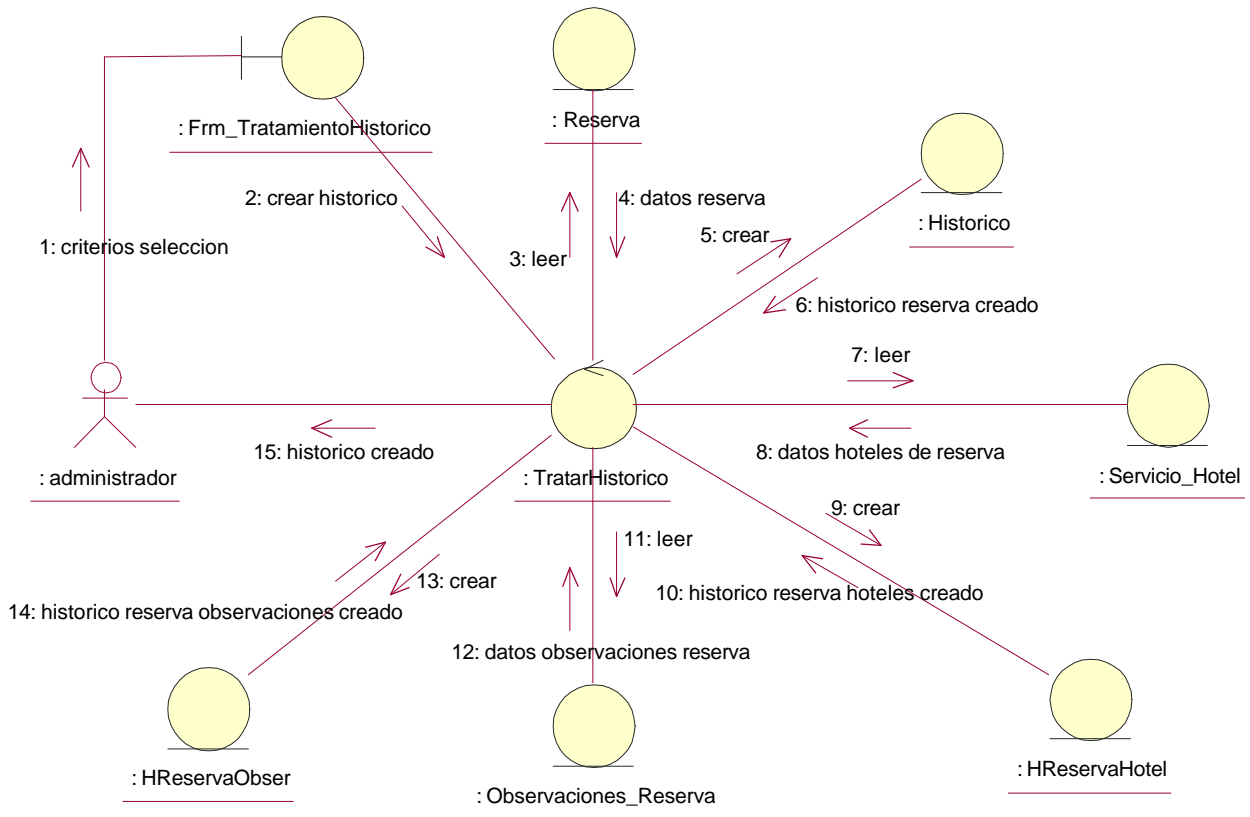 : Frm_TratamientoHistorico
: Reserva
: Historico
2: crear historico
4: datos reserva
1: criterios seleccion
3: leer
5: crear
6: historico reserva creado
7: leer
15: historico creado
8: datos hoteles de reserva
: administrador
: TratarHistorico
: Servicio_Hotel
9: crear
11: leer
13: crear
10: historico reserva hoteles creado
14: historico reserva observaciones creado
12: datos observaciones reserva
: HReservaObser
: Observaciones_Reserva
: HReservaHotel